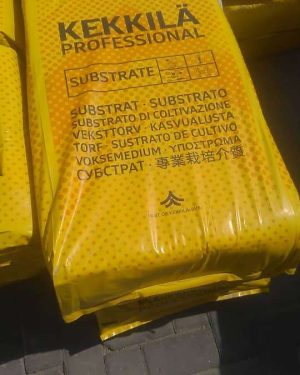 KEKKILÄ
PROFESSIONAL
SUBSTRATE
SUBSTRAT · SUBSTRATO
SUBSTRATO DI COLTIVAZIONE
VEKSTTORV · KASVUALUSTA
TORF · SUSTRATO DE CULTIVO
VOKSEMEDIUM · ΥΠΟΣΤΡΩΜΑ
СУБСТРАТ · 專業栽培介質